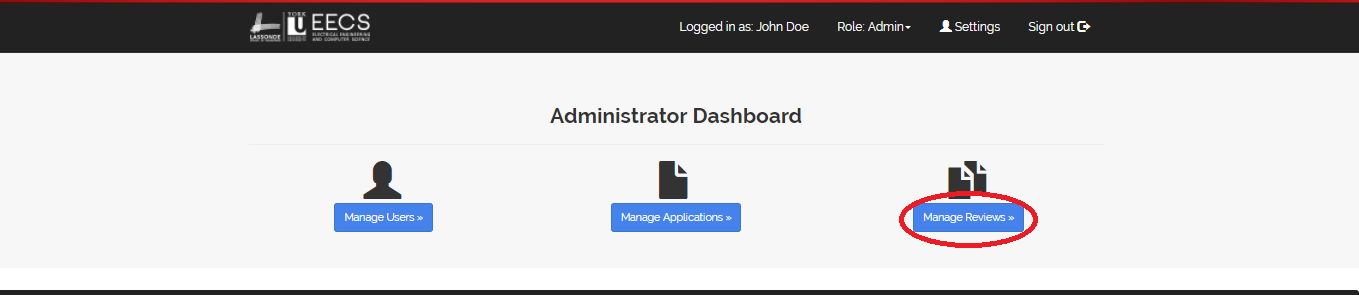 YORK
U
EECS
LASSONDE
ELECTRICAL ENGINEERING
AND COMPUTER SCIENCE
Logged in as: John Doe
Role: Admin
Settings
Sign out
Administrator Dashboard
Manage Users »
Manage Applications »
Manage Reviews »